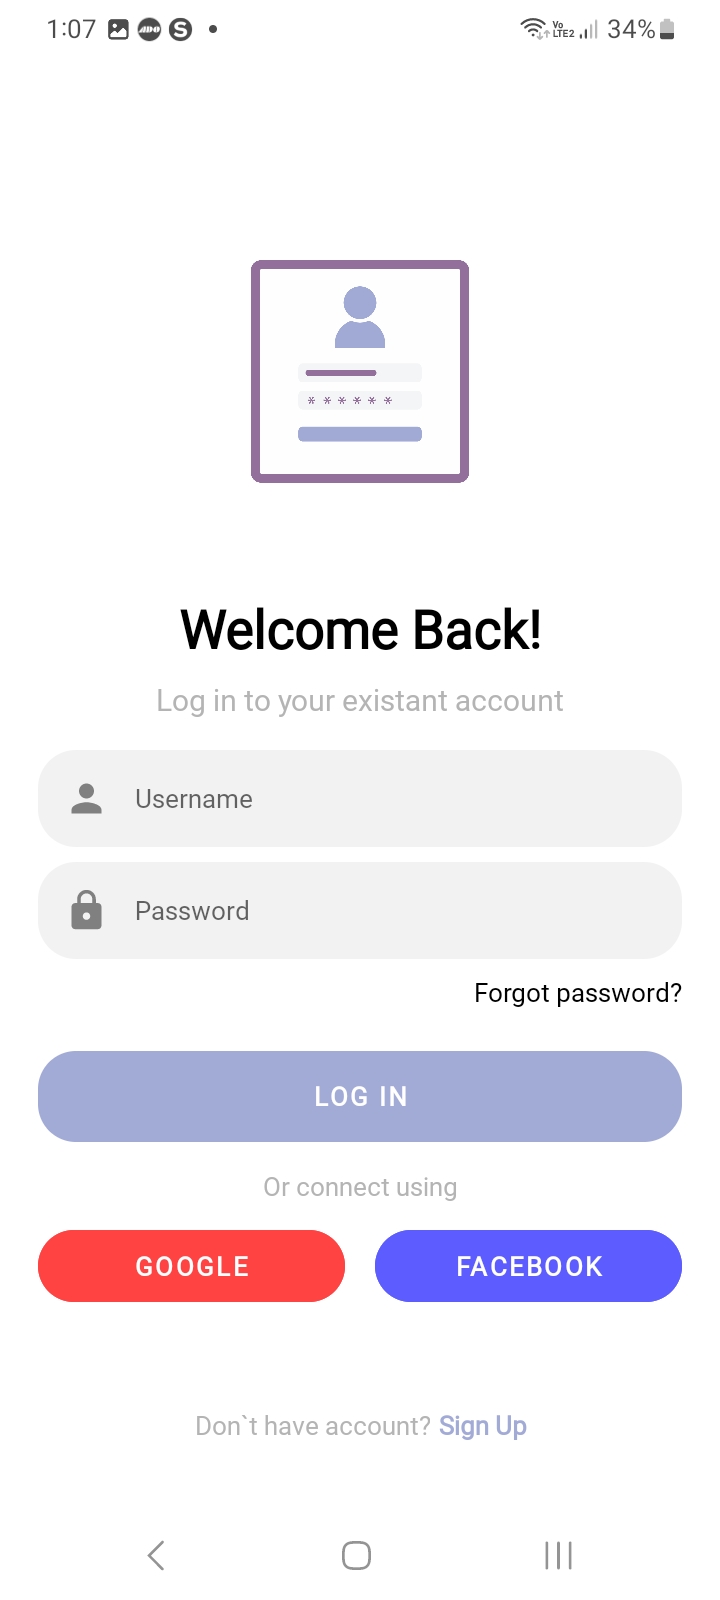 1:07 ADO S Vo LTE2 34%
* * * * * *
Welcome Back!
Log in to your existant account
Username
Password
Forgot password?
LOG IN
Or connect using
GOOGLE FACEBOOK
Don`t have account? Sign Up